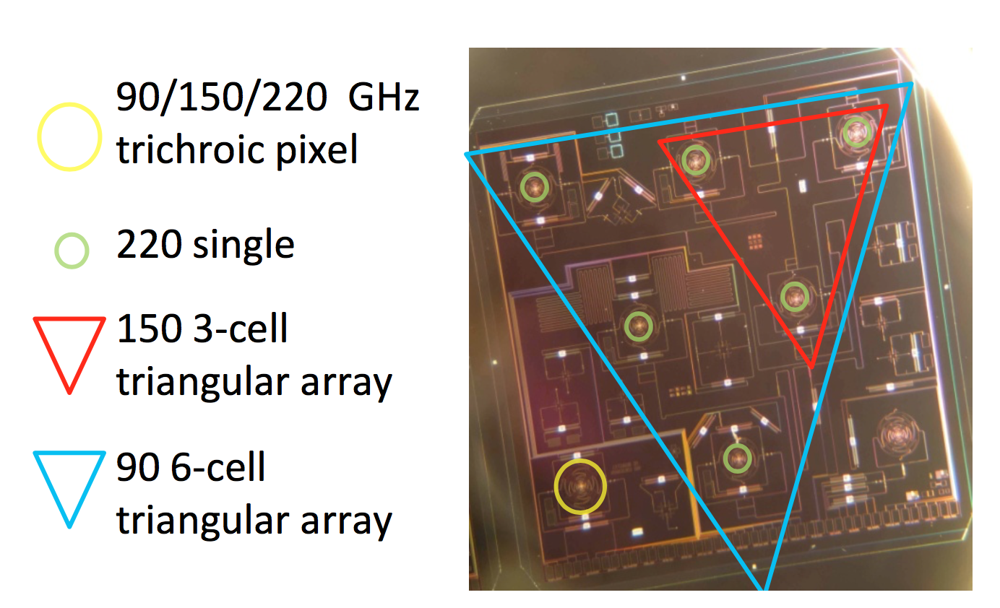 90/150/220 GHz
trichroic pixel
220 single
150 3-cell
triangular array
90 6-cell
triangular array